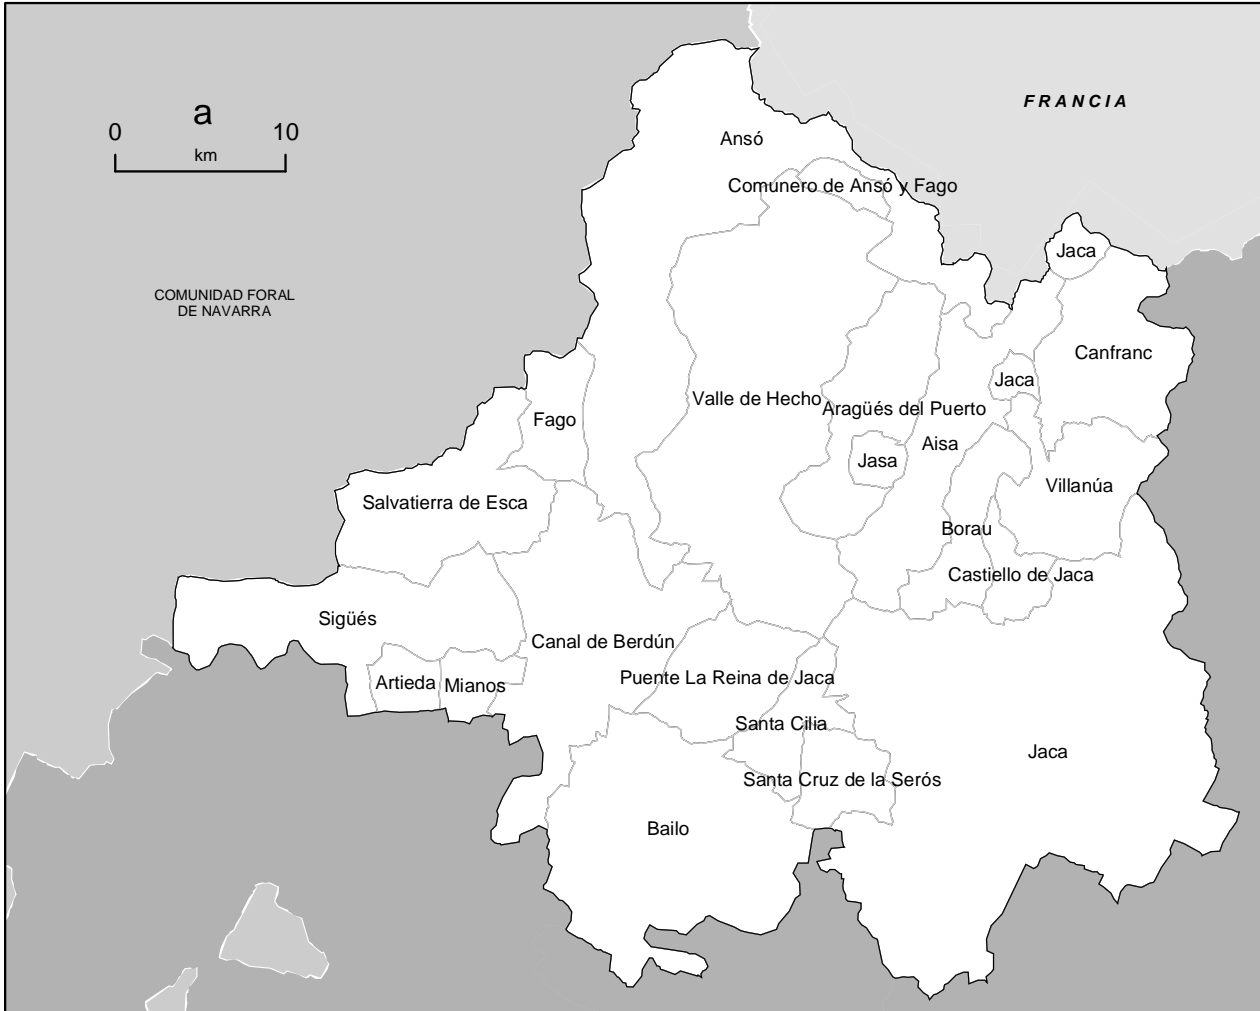 FRANCIA
a
0 10
km
Ansó
Comunero de Ansó y Fago
Jaca
COMUNIDAD FORAL
DE NAVARRA
Canfranc
Jaca
Valle de Hecho
Aragüés del Puerto
Fago
Aisa
Jasa
Villanúa
Salvatierra de Esca
Borau
Castiello de Jaca
Sigüés
Canal de Berdún
Puente La Reina de Jaca
Artieda
Mianos
Santa Cilia
Jaca
Santa Cruz de la Serós
Bailo